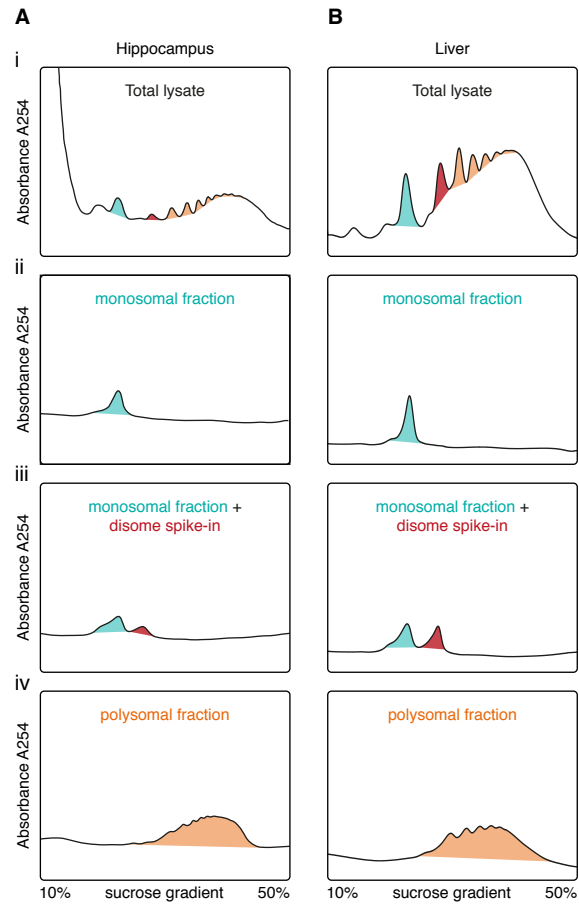 A
B
Hippocampus
Liver
i
Absorbance A254
Total lysate
Total lysate
ii
Absorbance A254
monosomal fraction
monosomal fraction
iii
Absorbance A254
monosomal fraction +
disome spike-in
monosomal fraction +
disome spike-in
iv
Absorbance A254
polysomal fraction
polysomal fraction
10% sucrose gradient 50%
10% sucrose gradient 50%